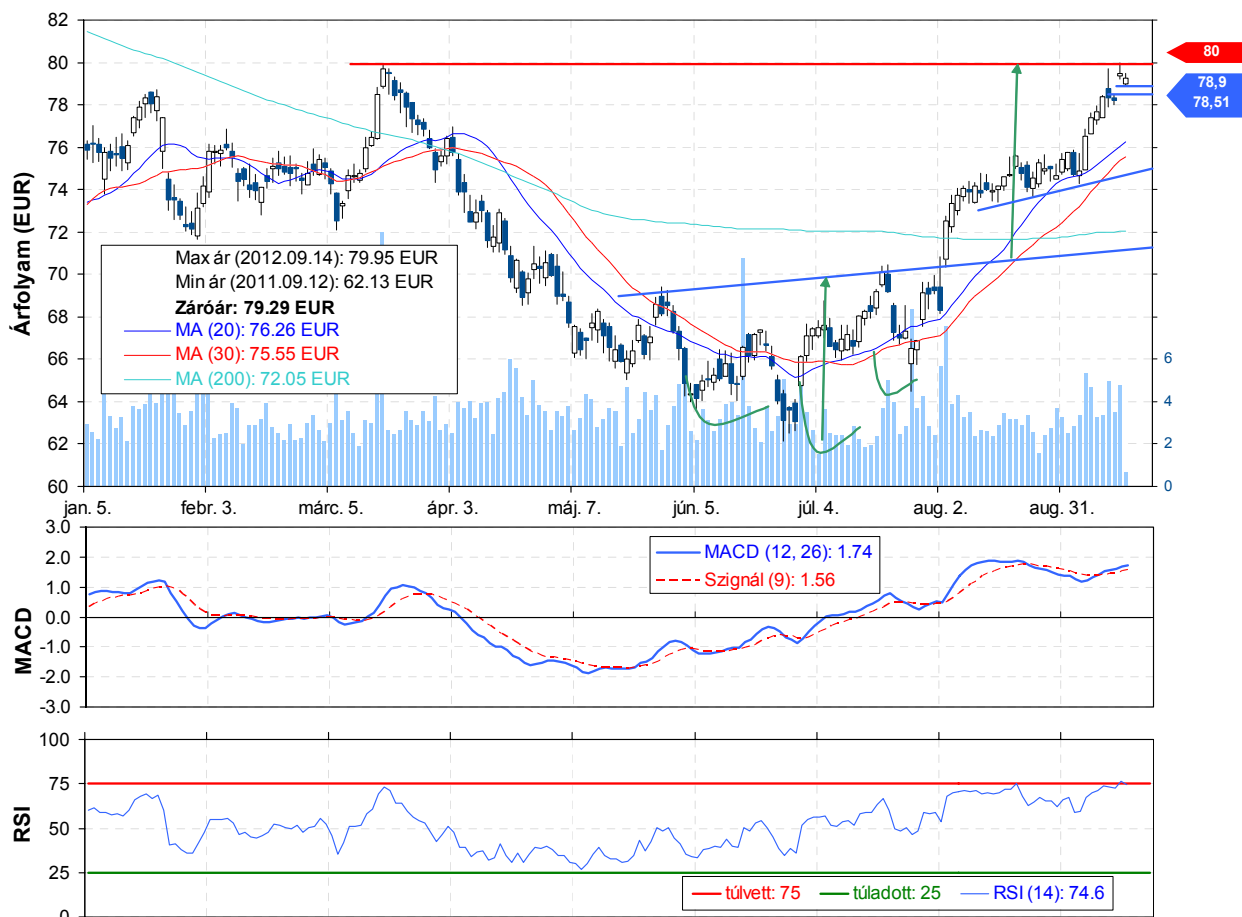 82
80
78
76
74
72
70
68
66
64
62
60
Árfolyam (EUR)
80
78,9
78,51
6
4
2
0
Max ár (2012.09.14): 79.95 EUR
Min ár (2011.09.12): 62.13 EUR
Záróár: 79.29 EUR
MA (20): 76.26 EUR
MA (30): 75.55 EUR
MA (200): 72.05 EUR
jan. 5. febr. 3. márc. 5. ápr. 3. máj. 7. jún. 5. júl. 4. aug. 2. aug. 31.
3.0
2.0
1.0
0.0
-1.0
-2.0
-3.0
MACD
MACD (12, 26): 1.74
Szignál (9): 1.56
100
75
50
25
0
RSI
túlvett: 75 túladott: 25 RSI (14): 74.6